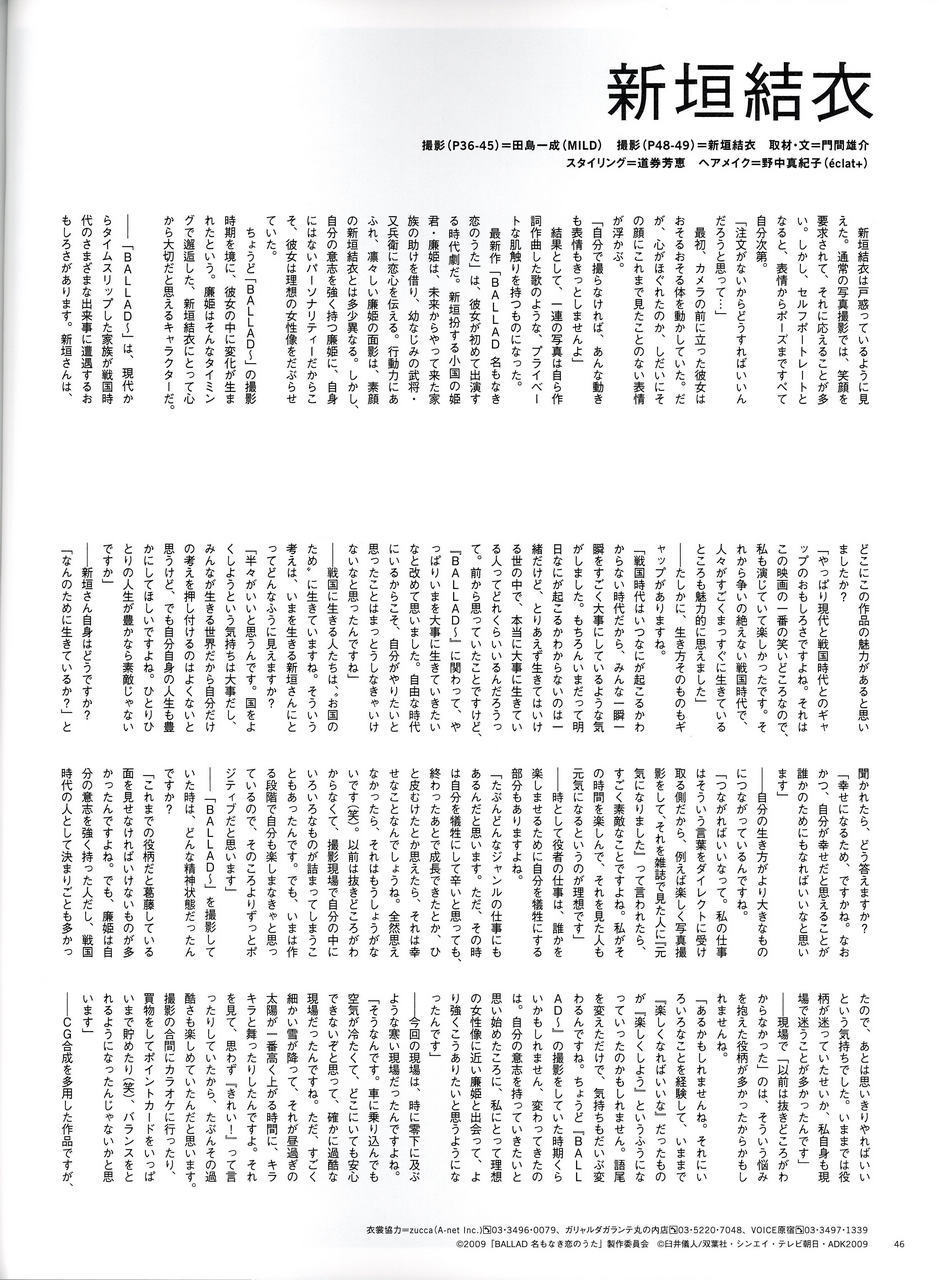 新垣結衣
撮影(P36-45)＝田島一成(MILD)　撮影(P48-49)＝新垣結衣　取材・文＝門間雄介
スタイリング＝道券芳恵　ヘアメイク＝野中真紀子(éclat+)
新垣結衣は戸惑っているように見
えた。通常の写真撮影では、笑顔を
要求されて、それに応えることが多
い。しかし、セルフポートレートと
なると、表情からポーズまですべて
自分次第。
「注文がないからどうすればいいん
だろうと思って…」
最初、カメラの前に立った彼女は
おそるおそる体を動かしていた。だ
が、心がほぐれたのか、しだいにそ
の顔にこれまで見たことのない表情
が浮かぶ。
「自分で撮らなければ、あんな動き
も表情もきっとしませんよ」
結果として、一連の写真は自ら作
詞作曲した歌のような、プライベー
トな肌触りを持つものになった。
最新作「BALLAD 名もなき
恋のうた」は、彼女が初めて出演す
る時代劇だ。新垣扮する小国の姫
君・廉姫は、未来からやって来た家
族の助けを借り、幼なじみの武将・
又兵衛に恋心を伝える。行動力にあ
ふれ、凛々しい廉姫の面影は、素顔
の新垣結衣とは多少異なる。しかし、
自分の意志を強く持つ廉姫に、自身
にはないパーソナリティーだからこ
そ、彼女は理想の女性像をだぶらせ
ていた。
ちょうど「BALLAD〜」の撮影
時期を境に、彼女の中に変化が生ま
れたという。廉姫はそんなタイミン
グで邂逅した、新垣結衣にとって心
から大切だと思えるキャラクターだ。
――「BALLAD〜」は、現代か
らタイムスリップした家族が戦国時
代のさまざまな出来事に遭遇するお
もしろさがあります。新垣さんは、
どこにこの作品の魅力があると思い
ましたか？
「やっぱり現代と戦国時代とのギャ
ップのおもしろさですよね。それは
この映画の一番の笑いどころなので、
私も演じていて楽しかったです。そ
れから争いの絶えない戦国時代で、
人々がすごくまっすぐに生きている
ところも魅力的に思えました」
――たしかに、生き方そのものもギ
ャップがありますね。
「戦国時代はいつなにが起こるかわ
からない時代だから、みんな一瞬一
瞬をすごく大事にしているような気
がしました。もちろんいまだって明
日なにが起こるかわからないのは一
緒だけど、とりあえず生きてはいけ
る世の中で、本当に大事に生きてい
る人ってどれくらいいるんだろうっ
て。前から思っていたことですけど、
『BALLAD〜』に関わって、や
っぱりいまを大事に生きていきたい
なと改めて思いました。自由な時代
にいるからこそ、自分がやりたいと
思ったことはまっとうしなきゃいけ
ないなと思ったんですね」
――戦国に生きる人たちは、〝お国の
ため〟に生きていますね。そういう
考えは、いまを生きる新垣さんにと
ってどんなふうに見えますか？
「半々がいいと思うんです。国をよ
くしようという気持ちは大事だし、
みんなが生きる世界だから自分だけ
の考えを押し付けるのはよくないと
思うけど、でも自分自身の人生も豊
かにしてほしいですよね。ひとりひ
とりの人生が豊かなら素敵じゃない
ですか」
――新垣さん自身はどうですか？
「なんのために生きているか？」と
聞かれたら、どう答えますか？
「幸せになるため、ですかね。なお
かつ、自分が幸せだと思えることが
誰かのためにもなればいいなと思い
ます」
――自分の生き方がより大きなもの
につながっているんですね。
「つながればいいなって。私の仕事
はそういう言葉をダイレクトに受け
取る側だから、例えば楽しく写真撮
影をして、それを雑誌で見た人に『元
気になりました』って言われたら、
すごく素敵なことですよね。私がそ
の時間を楽しんで、それを見た人も
元気になるというのが理想です」
――時として役者の仕事は、誰かを
楽しませるために自分を犠牲にする
部分もありますよね。
「たぶんどんなジャンルの仕事にも
あるんだと思います。ただ、その時
は自分を犠牲にして辛いと思っても、
終わったあとで成長できたとか、ひ
と皮むけたとか思えたら、それは幸
せなことなんでしょうね。全然思え
なかったら、それはもうしょうがな
いです(笑)。以前は抜きどころがわ
からなくて、撮影現場で自分の中に
いろいろなものが詰まってしまうこ
ともあったんです。でも、いまは作
る段階で自分も楽しまなきゃと思っ
ているので、そのころよりずっとポ
ジティブだと思います」
――「BALLAD〜」を撮影して
いた時は、どんな精神状態だったん
ですか？
「これまでの役柄だと葛藤している
面を見せなければいけないものが多
かったんですよね。でも、廉姫は自
分の意志を強く持った人だし、戦国
時代の人として決まりごとも多かっ
たので、あとは思いきりやればいい
という気持ちでした。いままでは役
柄が迷っていたせいか、私自身も現
場で迷うことが多かったんです」
――現場で「以前は抜きどころがわ
からなかった」のは、そういう悩み
を抱えた役柄が多かったからかもし
れませんね。
「あるかもしれませんね。それにい
ろいろなことを経験して、いままで
『楽しくなればいいな』だったもの
が『楽しくしよう』というふうにな
っていったのかもしれません。語尾
を変えただけで、気持ちもだいぶ変
わるんですね。ちょうど『BALL
AD〜』の撮影をしていた時期くら
いかもしれません、変わってきたの
は。自分の意志を持っていきたいと
思い始めたころに、私にとって理想
の女性像に近い廉姫と出会って、よ
り強くこうありたいと思うようにな
ったんです」
――今回の現場は、時に零下に及ぶ
ような寒い現場だったんですよね。
「そうなんです。車に乗り込んでも
空気が冷たくて、どこにいても安心
できないぞと思って、確かに過酷な
現場だったんですね。ただ、すごく
細かい雪が降って、それが昼過ぎの
太陽が一番高く上がる時間に、キラ
キラと舞ったりしたんですよ。それ
を見て、思わず『きれい！』って言
ったりしていたから、たぶんその過
酷さも楽しめていたんだと思います。
撮影の合間にカラオケに行ったり、
買物をしてポイントカードをいっぱ
いまで貯めたり(笑)、バランスをと
れるようになったんじゃないかと思
います」
――CG合成を多用した作品ですが、
衣裳協力＝zucca(A-net Inc.)☎03・3496・0079、ガリャルダガランテ丸の内店☎03・5220・7048、VOICE原宿☎03・3497・1339
©2009「BALLAD 名もなき恋のうた」製作委員会　©臼井儀人/双葉社・シンエイ・テレビ朝日・ADK2009
46